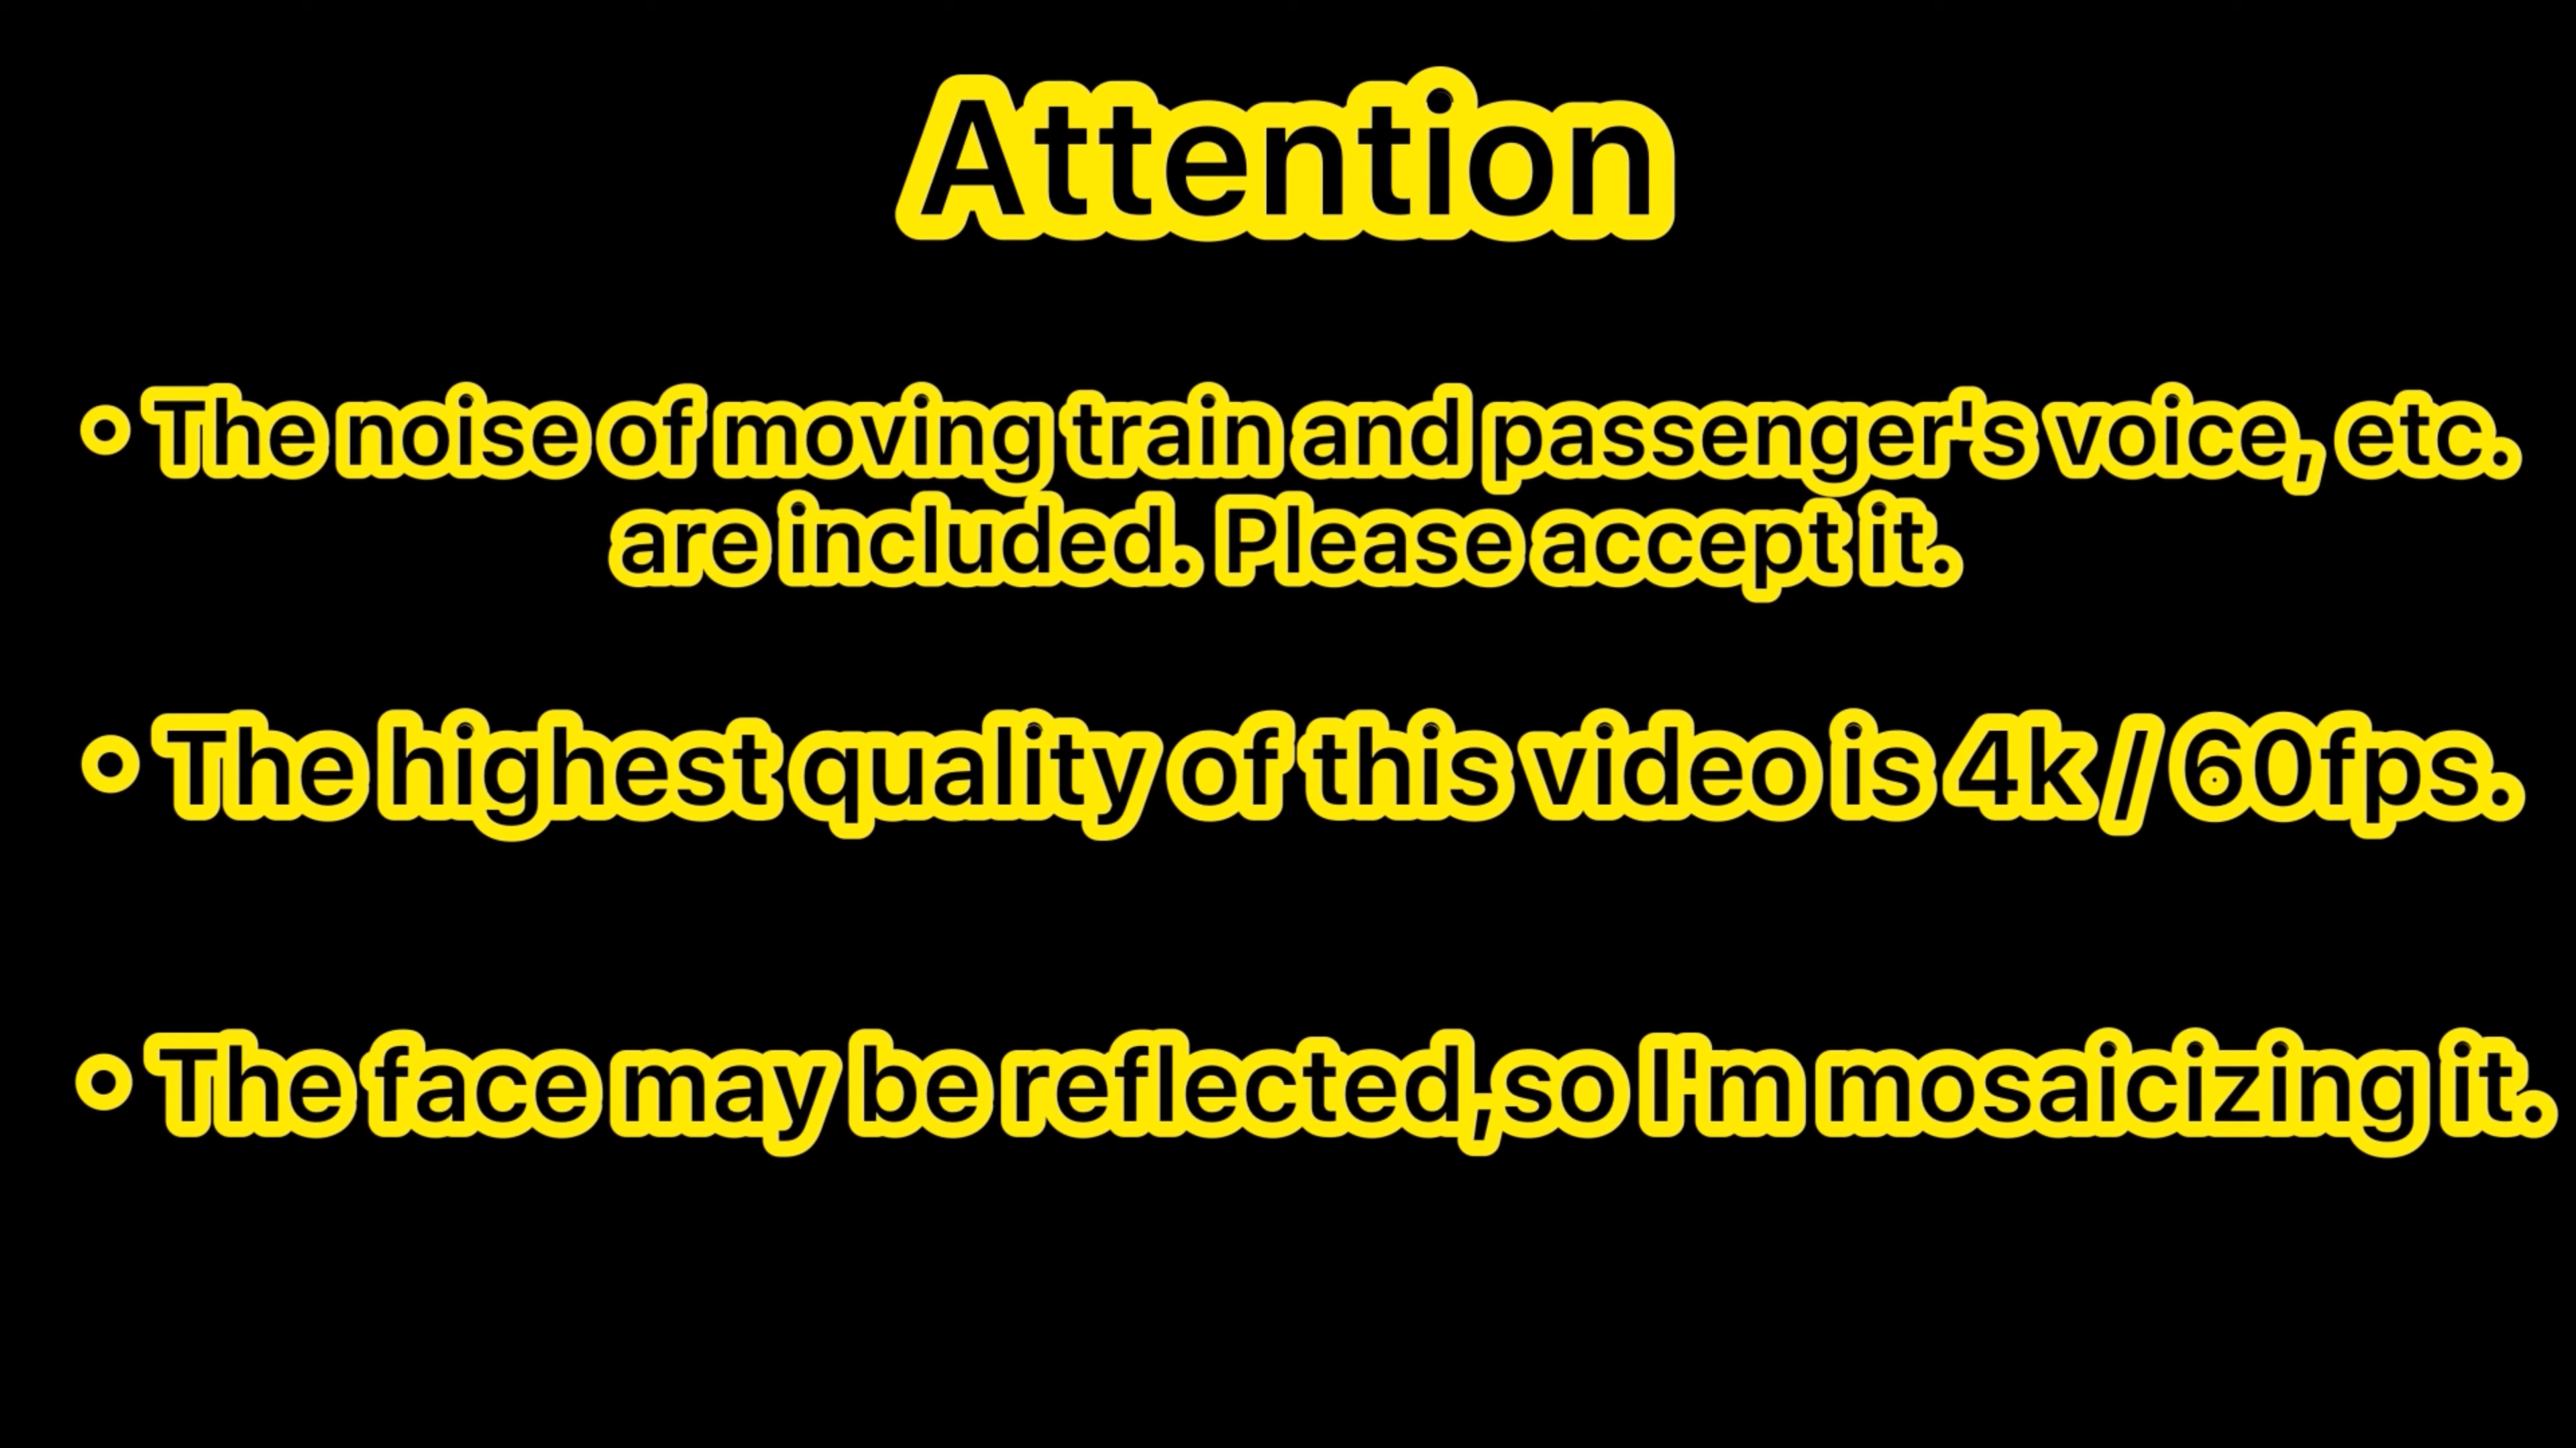 Attention
• The noise of moving train and passenger's voice, etc.
are included. Please accept it.
• The highest quality of this video is 4k / 60fps.
• The face may be reflected,so I'm mosaicizing it.